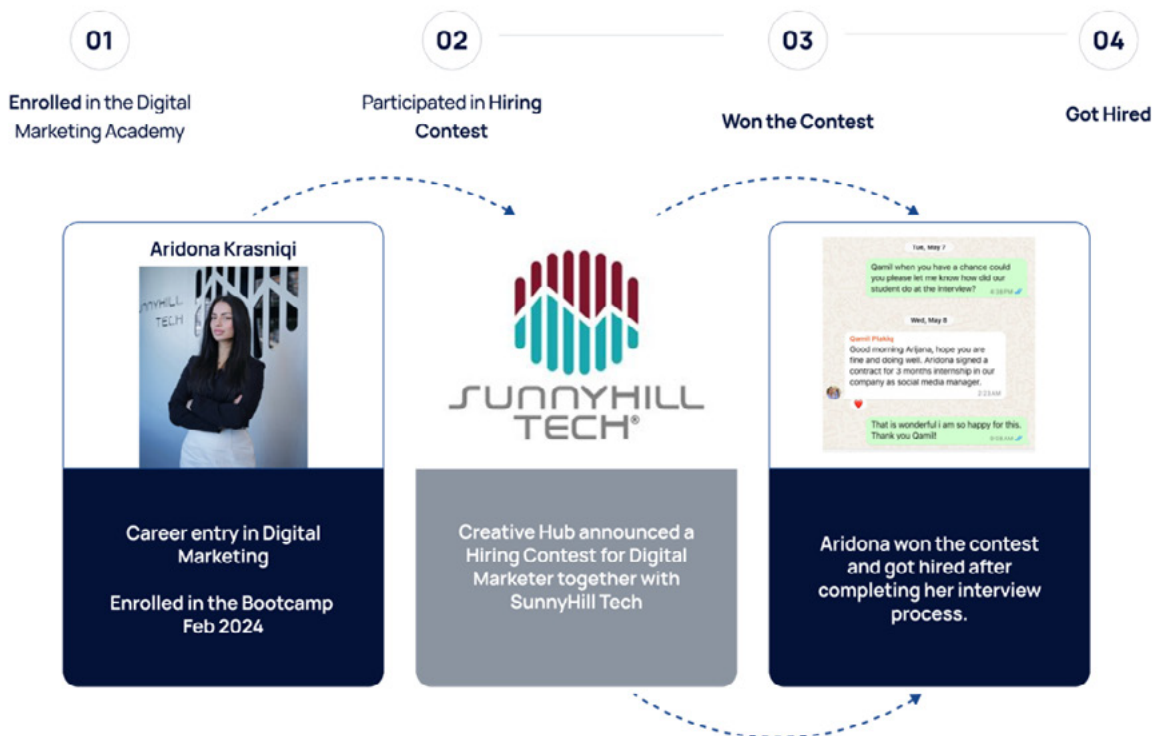 01
02
03
04
Enrolled in the Digital
Marketing Academy
Participated in Hiring
Contest
Won the Contest
Got Hired
Aridona Krasniqi
SUNNYHILL
TECH
SUNNYHILL
TECH®
Tue, May 7
Qamil when you have a chance could
you please let me know how did our
student do at the interview?
4:38 PM
Wed, May 8
Good morning Arijana, hope you are
fine and doing well. Aridona signed a
contract for 3 months internship in our
company as social media manager.
That is wonderful i am so happy for this.
Thank you Qamil!
Career entry in Digital
Marketing
Enrolled in the Bootcamp
Feb 2024
Creative Hub announced a
Hiring Contest for Digital
Marketer together with
SunnyHill Tech
Aridona won the contest
and got hired after
completing her interview
process.